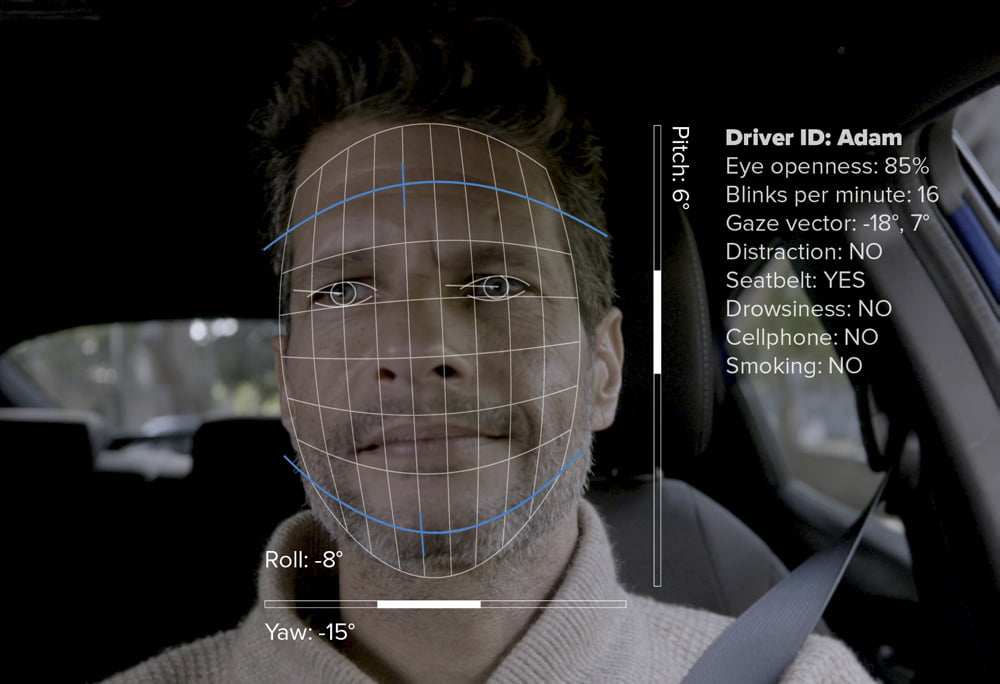 Pitch: 6°
Driver ID: Adam
Eye openness: 85%
Blinks per minute: 16
Gaze vector: -18°, 7°
Distraction: NO
Seatbelt: YES
Drowsiness: NO
Cellphone: NO
Smoking: NO
Roll: -8°
Yaw: -15°